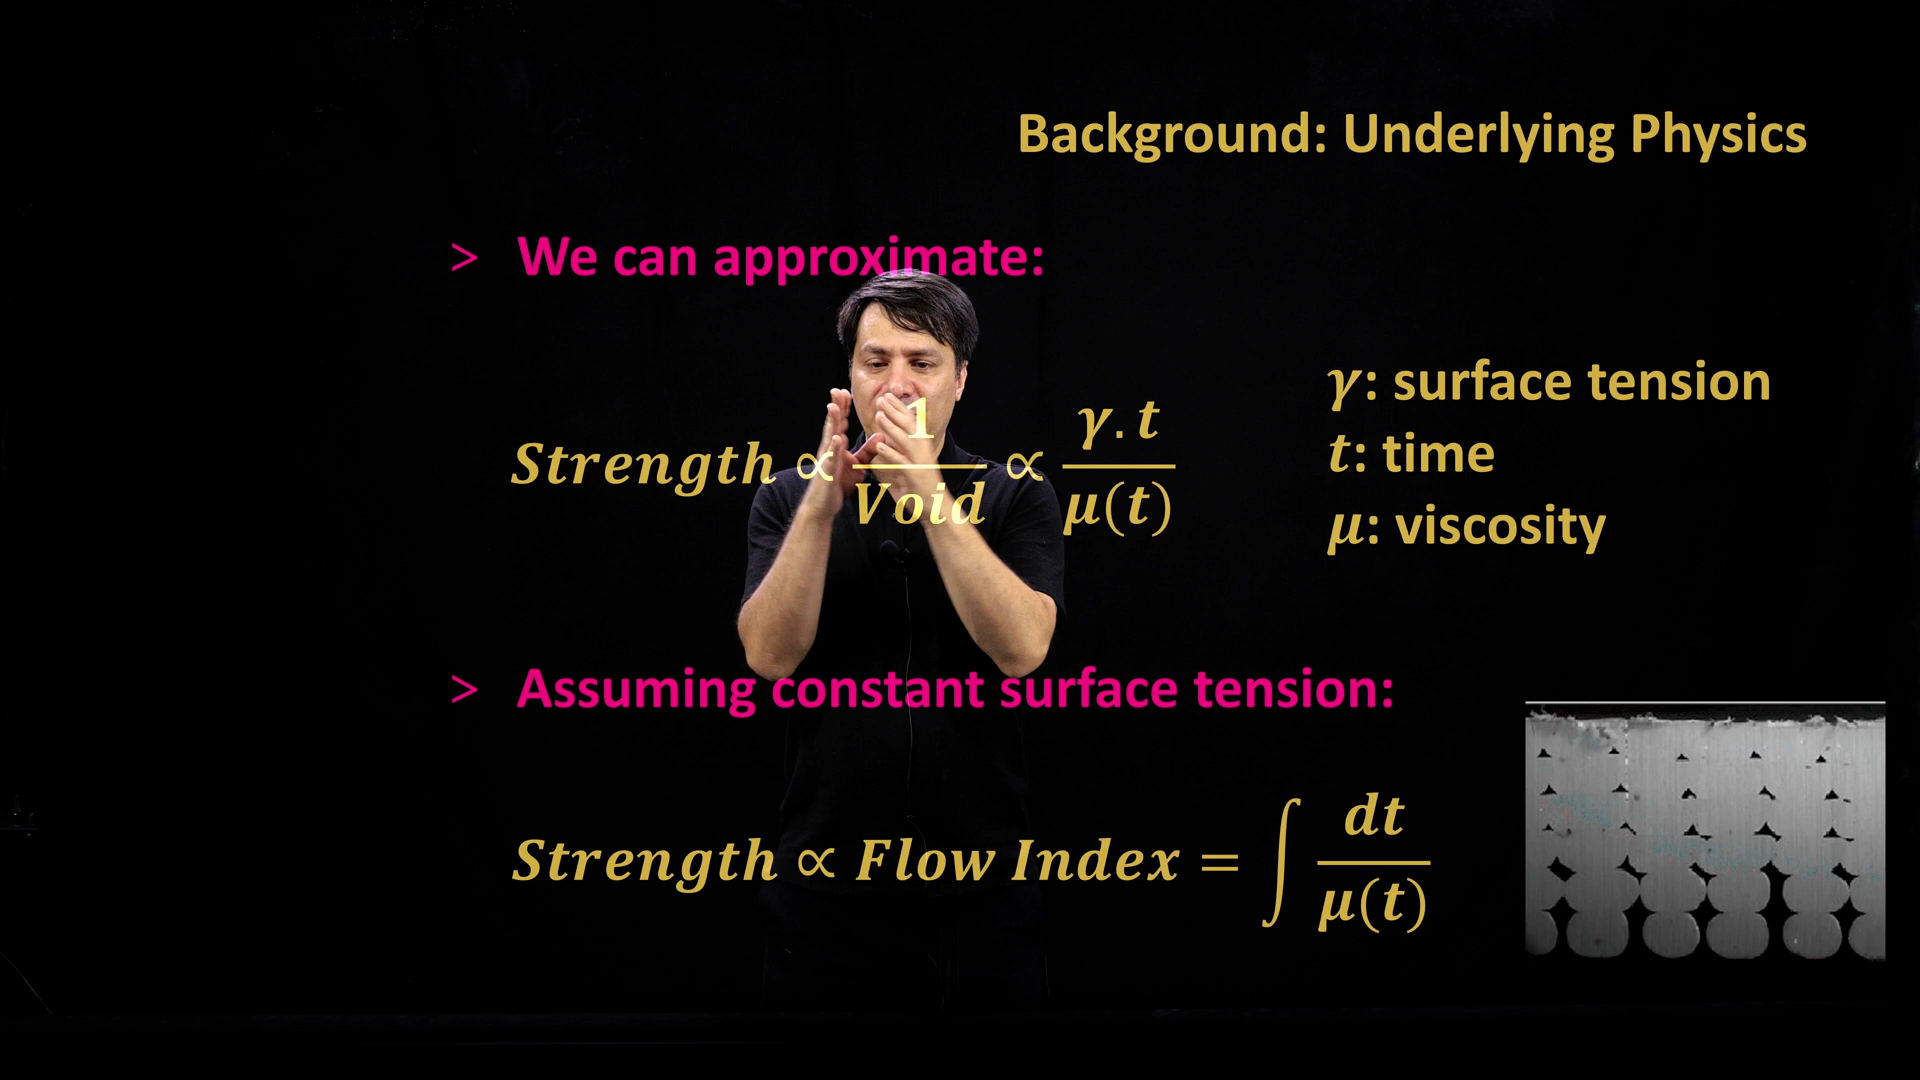 Background: Underlying Physics
> We can approximate:
Strength ∝ 1/Void ∝ γ.t/μ(t)
γ: surface tension
t: time
μ: viscosity
> Assuming constant surface tension:
Strength ∝ Flow Index = ∫ dt/μ(t)